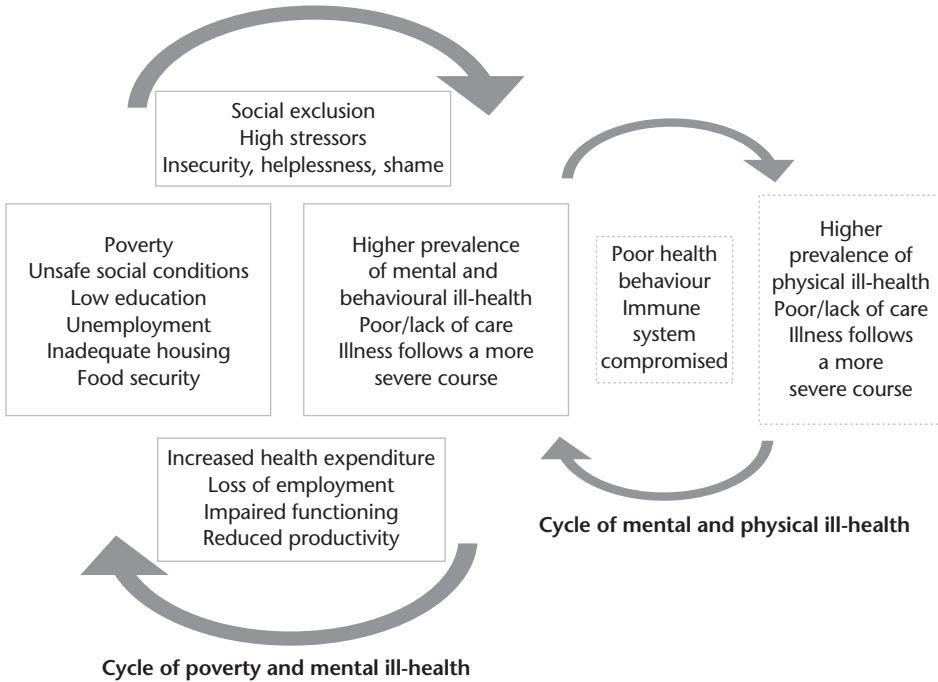 Social exclusion
High stressors
Insecurity, helplessness, shame
Poverty
Unsafe social conditions
Low education
Unemployment
Inadequate housing
Food security
Higher prevalence
of mental and
behavioural ill-health
Poor/lack of care
Illness follows a more
severe course
Poor health
behaviour
Immune
system
compromised
Higher
prevalence of
physical ill-health
Poor/lack of care
Illness follows
a more
severe course
Increased health expenditure
Loss of employment
Impaired functioning
Reduced productivity
Cycle of mental and physical ill-health
Cycle of poverty and mental ill-health